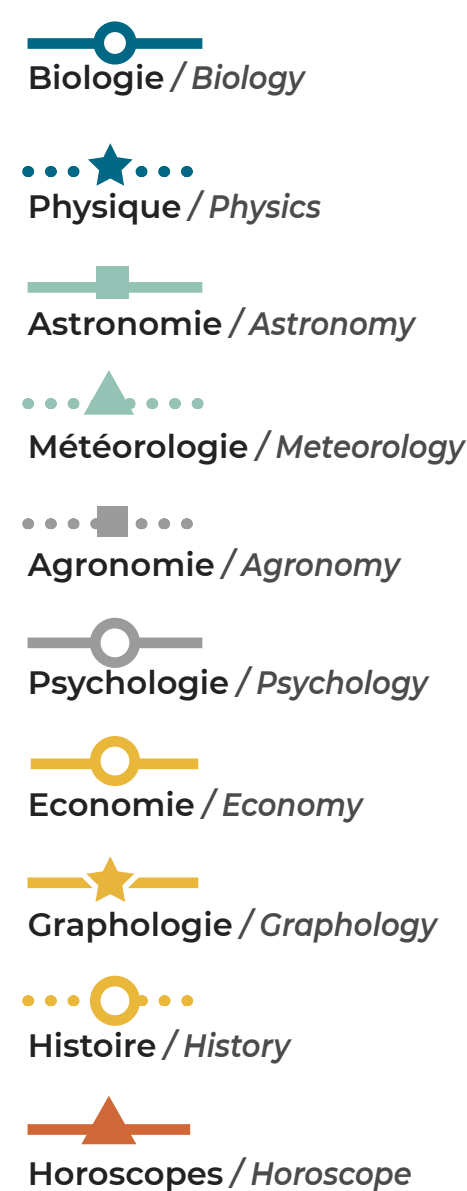 Biologie / Biology
Physique / Physics
Astronomie / Astronomy
Météorologie / Meteorology
Agronomie / Agronomy
Psychologie / Psychology
Economie / Economy
Graphologie / Graphology
Histoire / History
Horoscopes / Horoscope